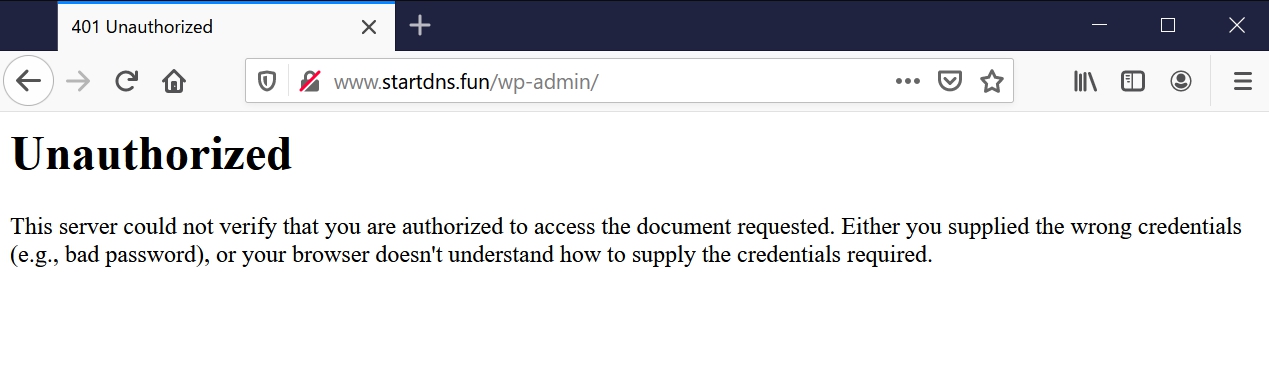 401 Unauthorized
www.startdns.fun/wp-admin/
Unauthorized
This server could not verify that you are authorized to access the document requested. Either you supplied the wrong credentials
(e.g., bad password), or your browser doesn't understand how to supply the credentials required.